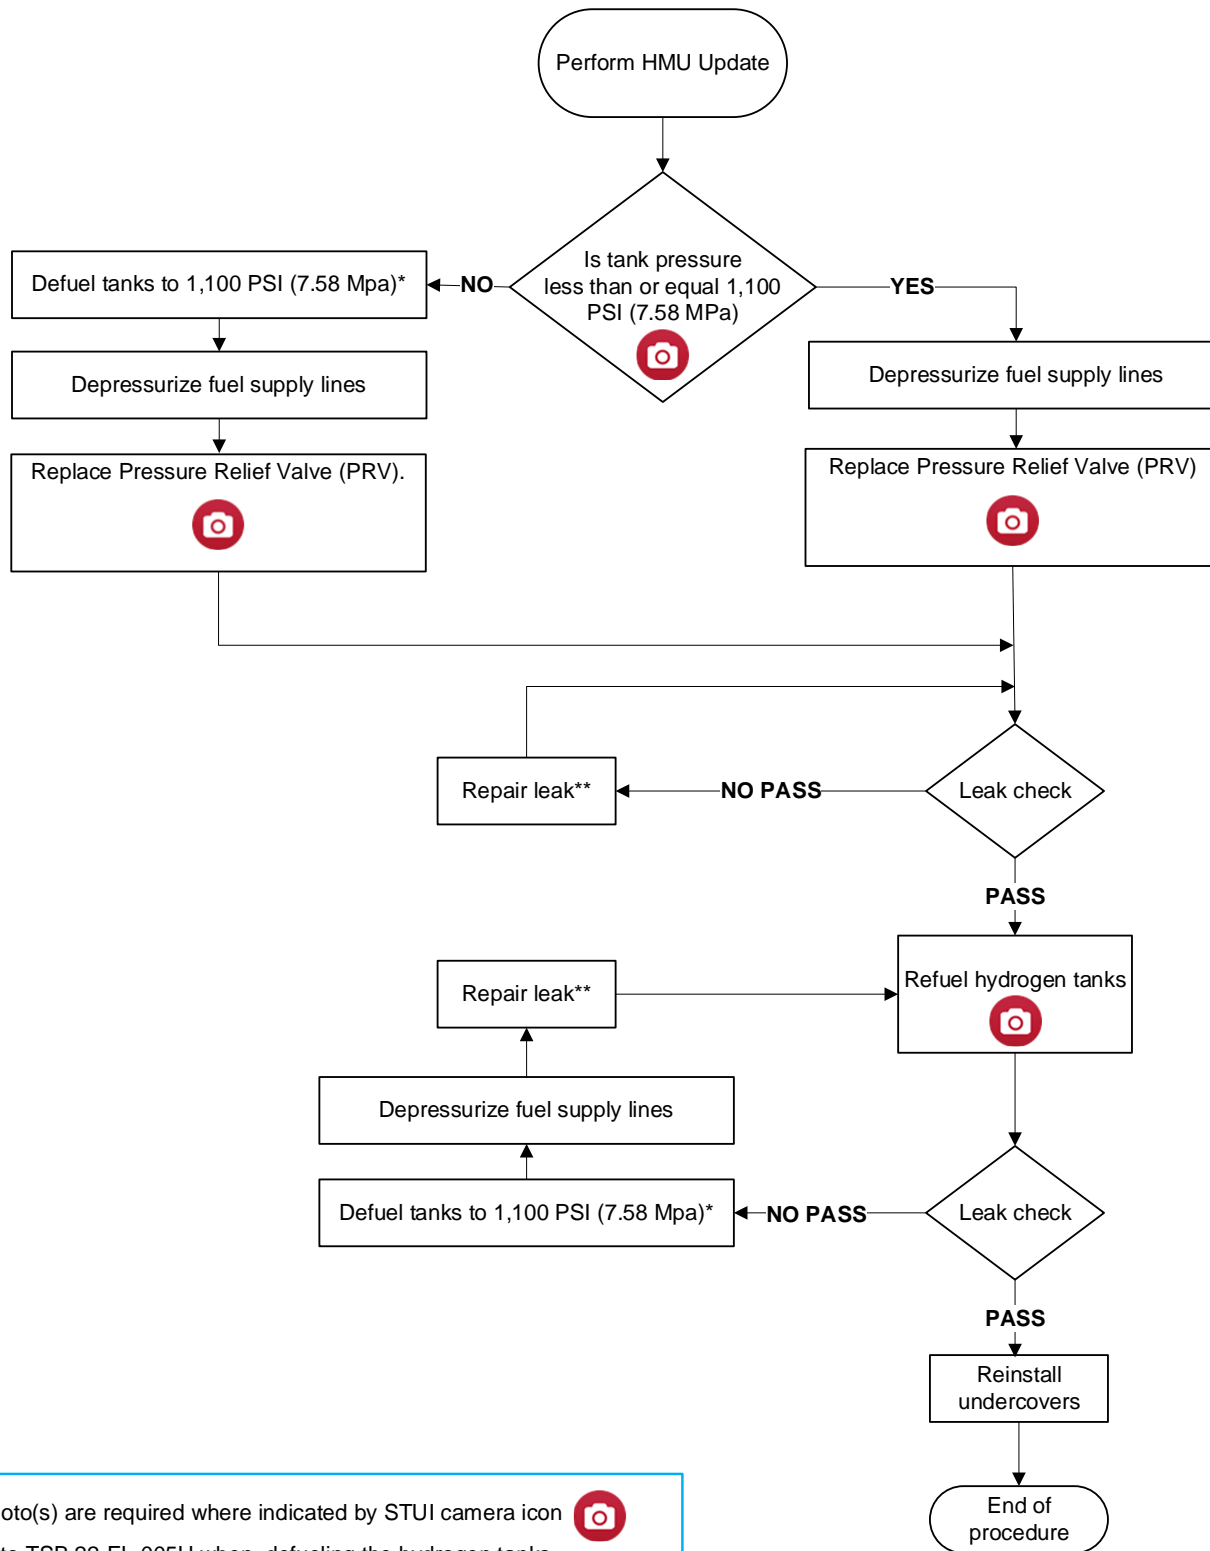 Perform HMU Update
Is tank pressure
less than or equal 1,100
PSI (7.58 MPa)
NO
YES
Defuel tanks to 1,100 PSI (7.58 Mpa)*
Depressurize fuel supply lines
Replace Pressure Relief Valve (PRV).
Depressurize fuel supply lines
Replace Pressure Relief Valve (PRV)
Leak check
NO PASS
Repair leak**
PASS
Refuel hydrogen tanks
Repair leak**
Depressurize fuel supply lines
Defuel tanks to 1,100 PSI (7.58 Mpa)*
NO PASS
Leak check
PASS
Reinstall
undercovers
End of
procedure
oto(s) are required where indicated by STUI camera icon